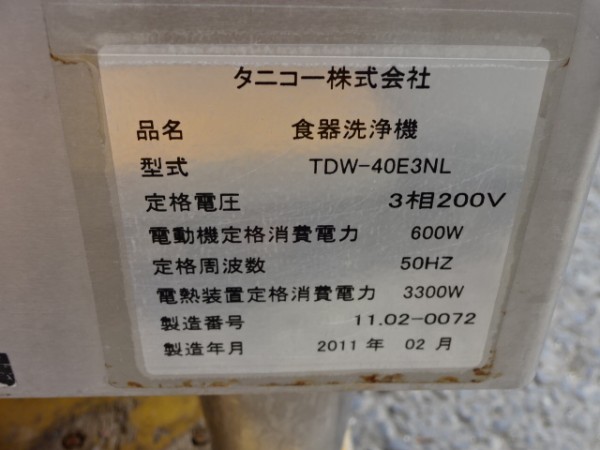 タニコー株式会社
品名 食器洗浄機
型式 TDW-40E3NL
定格電圧 3相200V
電動機定格消費電力 600W
定格周波数 50HZ
電熱装置定格消費電力 3300W
製造番号 11.02-0072
製造年月 2011 年 02 月